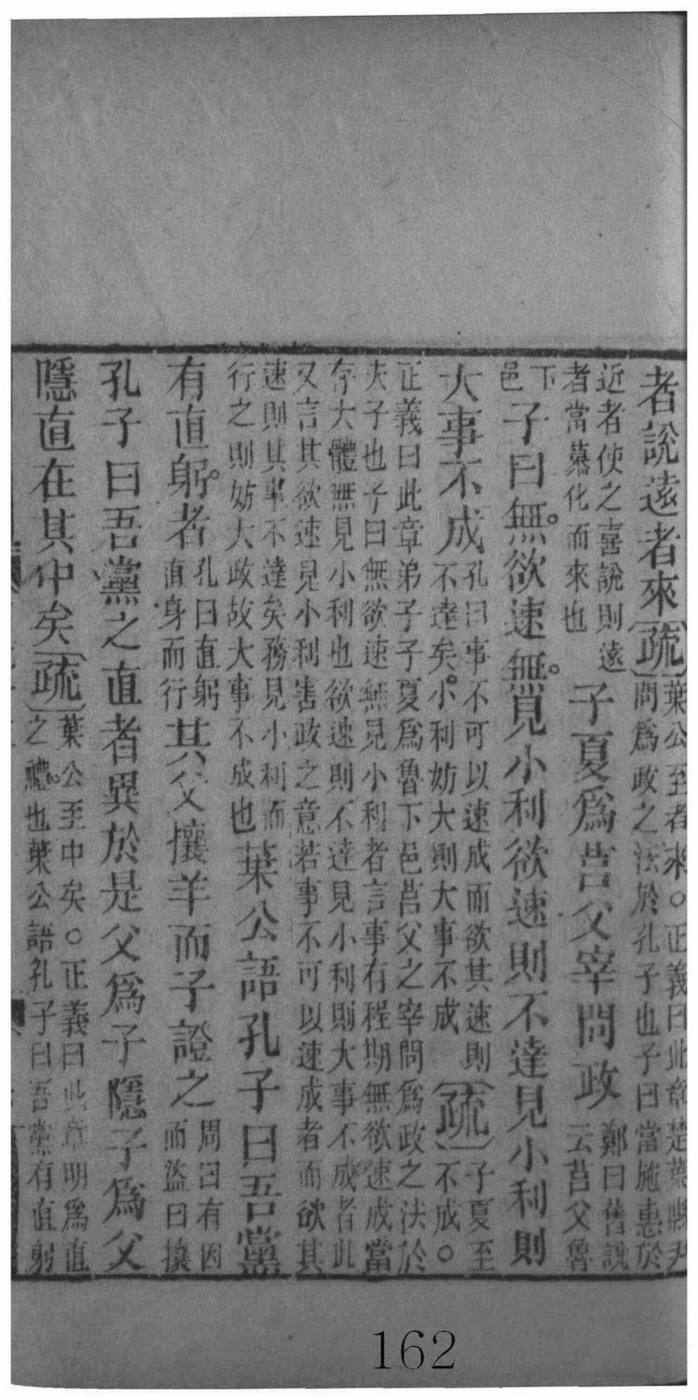 者說遠者來疏葉公至者來○正義曰此章楚葉縣尹問爲政之法於孔子也子曰當施惠於
近者使之喜說則遠者當慕化而來也子夏爲莒父宰問政鄭曰舊說云莒父魯
下邑子曰無欲速無見小利欲速則不達見小利則
大事不成孔曰事不可以速成而欲其速則不達矣小利妨大則大事不成疏子夏至不成○
正義曰此章弟子子夏爲魯下邑莒父之宰問爲政之法於夫子也子曰無欲速無見小利者言事有程期無欲速成當
存大體無見小利也欲速則不達見小利則大事不成者此又言其欲速見小利害政之意若事不可以速成者而欲其
速則其事不達矣務見小利而行之則妨大政故大事不成也葉公語孔子曰吾黨
有直躬者孔曰直躬直身而行其父攘羊而子證之周曰有因而盜曰攘
孔子曰吾黨之直者異於是父爲子隱子爲父
隱直在其中矣疏葉公至中矣○正義曰此章明爲直之禮也葉公語孔子曰吾黨有直躬
162